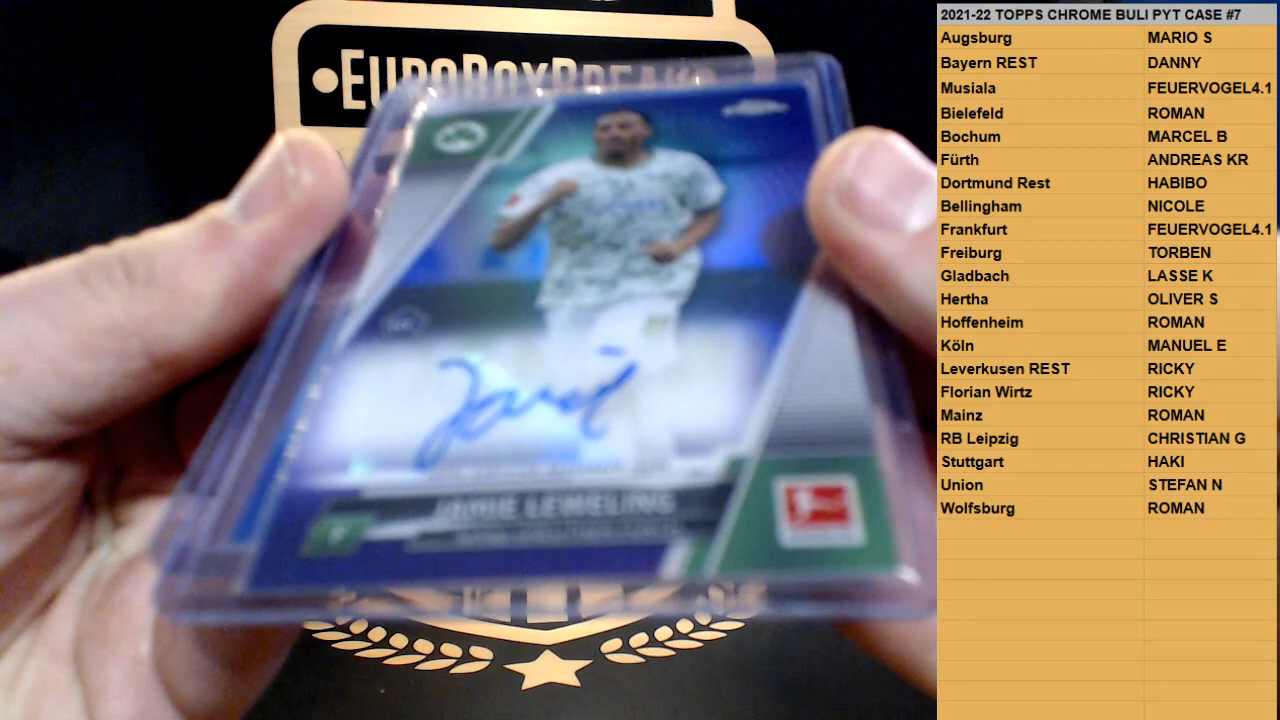 EUROBOXBREAKS
JAMIE LEWELING
2021-22 TOPPS CHROME BULI PYT CASE #7
Augsburg MARIO S
Bayern REST DANNY
Musiala FEUERVOGEL4.1
Bielefeld ROMAN
Bochum MARCEL B
Fürth ANDREAS KR
Dortmund Rest HABIBO
Bellingham NICOLE
Frankfurt FEUERVOGEL4.1
Freiburg TORBEN
Gladbach LASSE K
Hertha OLIVER S
Hoffenheim ROMAN
Köln MANUEL E
Leverkusen REST RICKY
Florian Wirtz RICKY
Mainz ROMAN
RB Leipzig CHRISTIAN G
Stuttgart HAKI
Union STEFAN N
Wolfsburg ROMAN